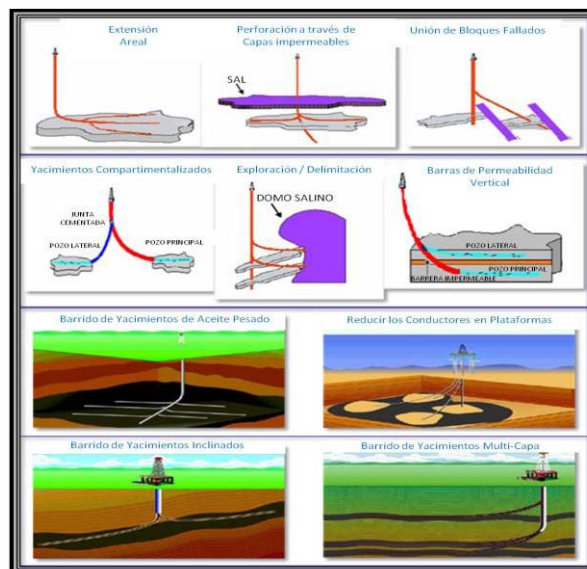 Extensión
Areal
Perforación a través de
Capas impermeables
Unión de Bloques Fallados
SAL
Yacimientos Compartimentalizados
Exploración / Delimitación
Barras de Permeabilidad
Vertical
JUNTA
CEMENTADA
POZO LATERAL
POZO PRINCIPAL
DOMO SALINO
POZO LATERAL
POZO PRINCIPAL
BARRERA IMPERMEABLE
Barrido de Yacimientos de Aceite Pesado
Reducir los Conductores en Plataformas
Barrido de Yacimientos Inclinados
Barrido de Yacimientos Multi-Capa